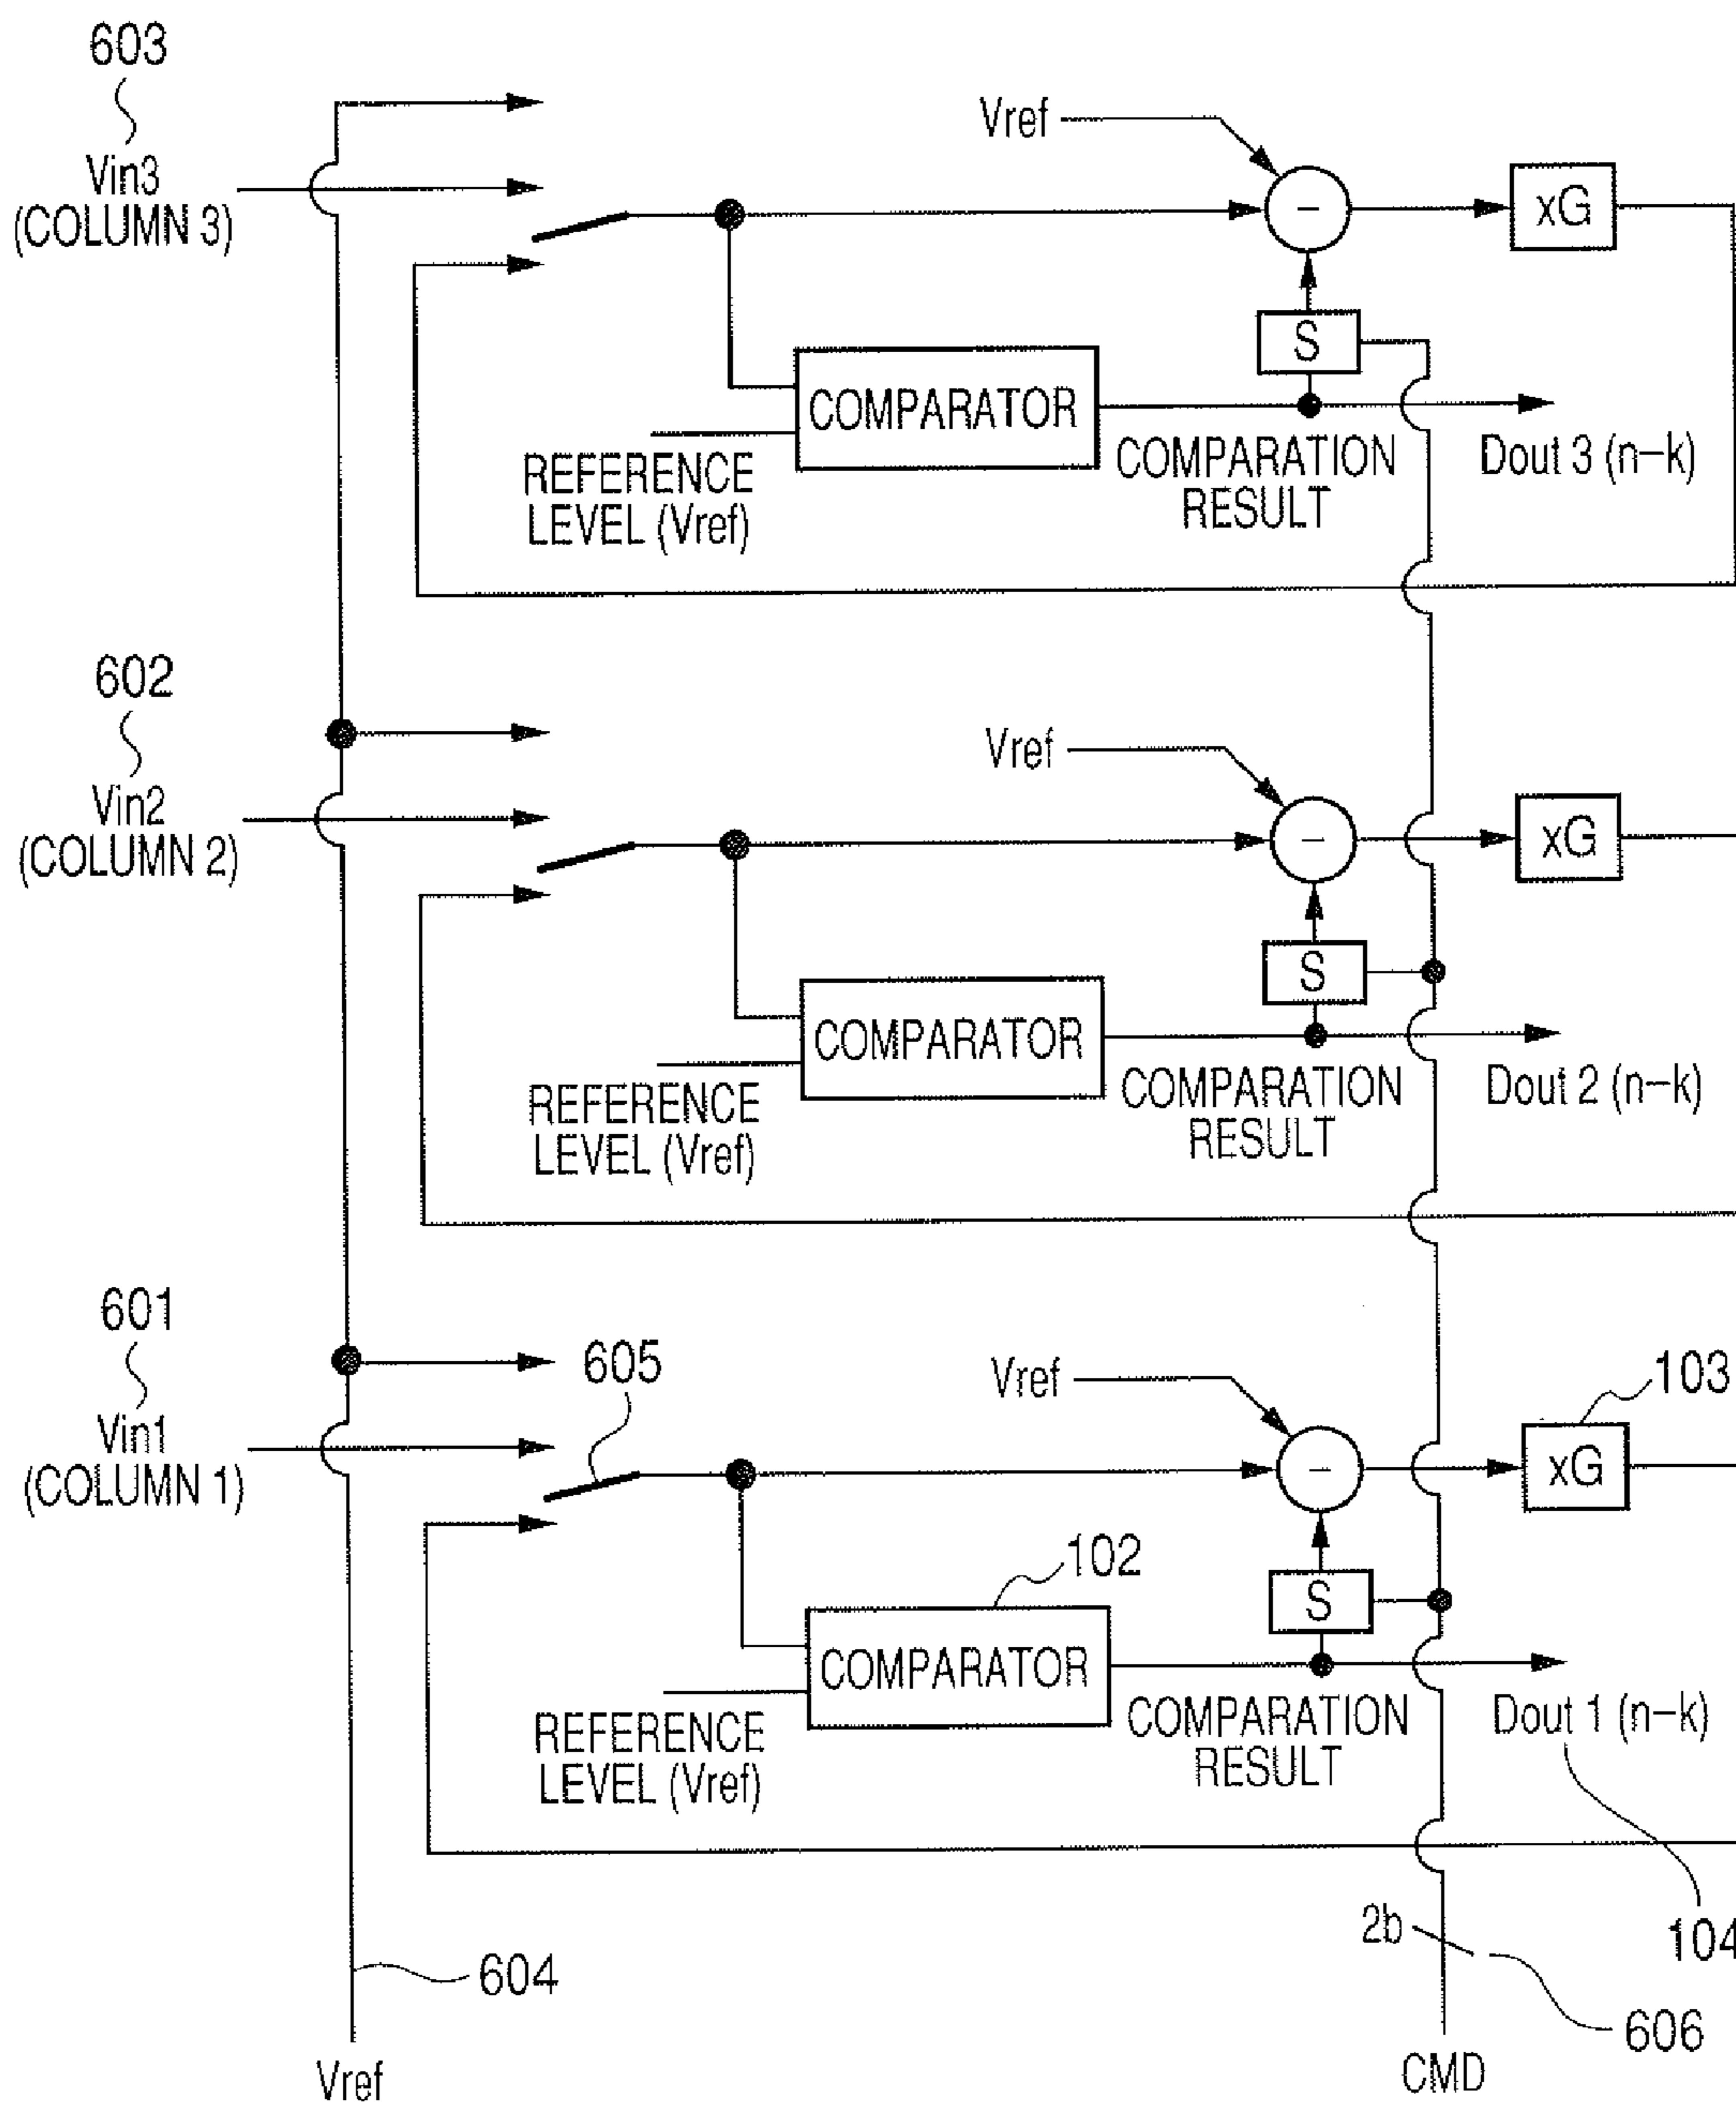 603
Vin3
(COLUMN 3)
Vref
-
xG
S
COMPARATOR
REFERENCE
LEVEL (Vref)
COMPARATION
RESULT
Dout 3 (n-k)
602
Vin2
(COLUMN 2)
Vref
-
xG
S
COMPARATOR
REFERENCE
LEVEL (Vref)
COMPARATION
RESULT
Dout 2 (n-k)
601
Vin1
(COLUMN 1)
605
Vref
-
xG
103
S
102
COMPARATOR
REFERENCE
LEVEL (Vref)
COMPARATION
RESULT
Dout 1 (n-k)
104
2b
604
606
Vref
CMD